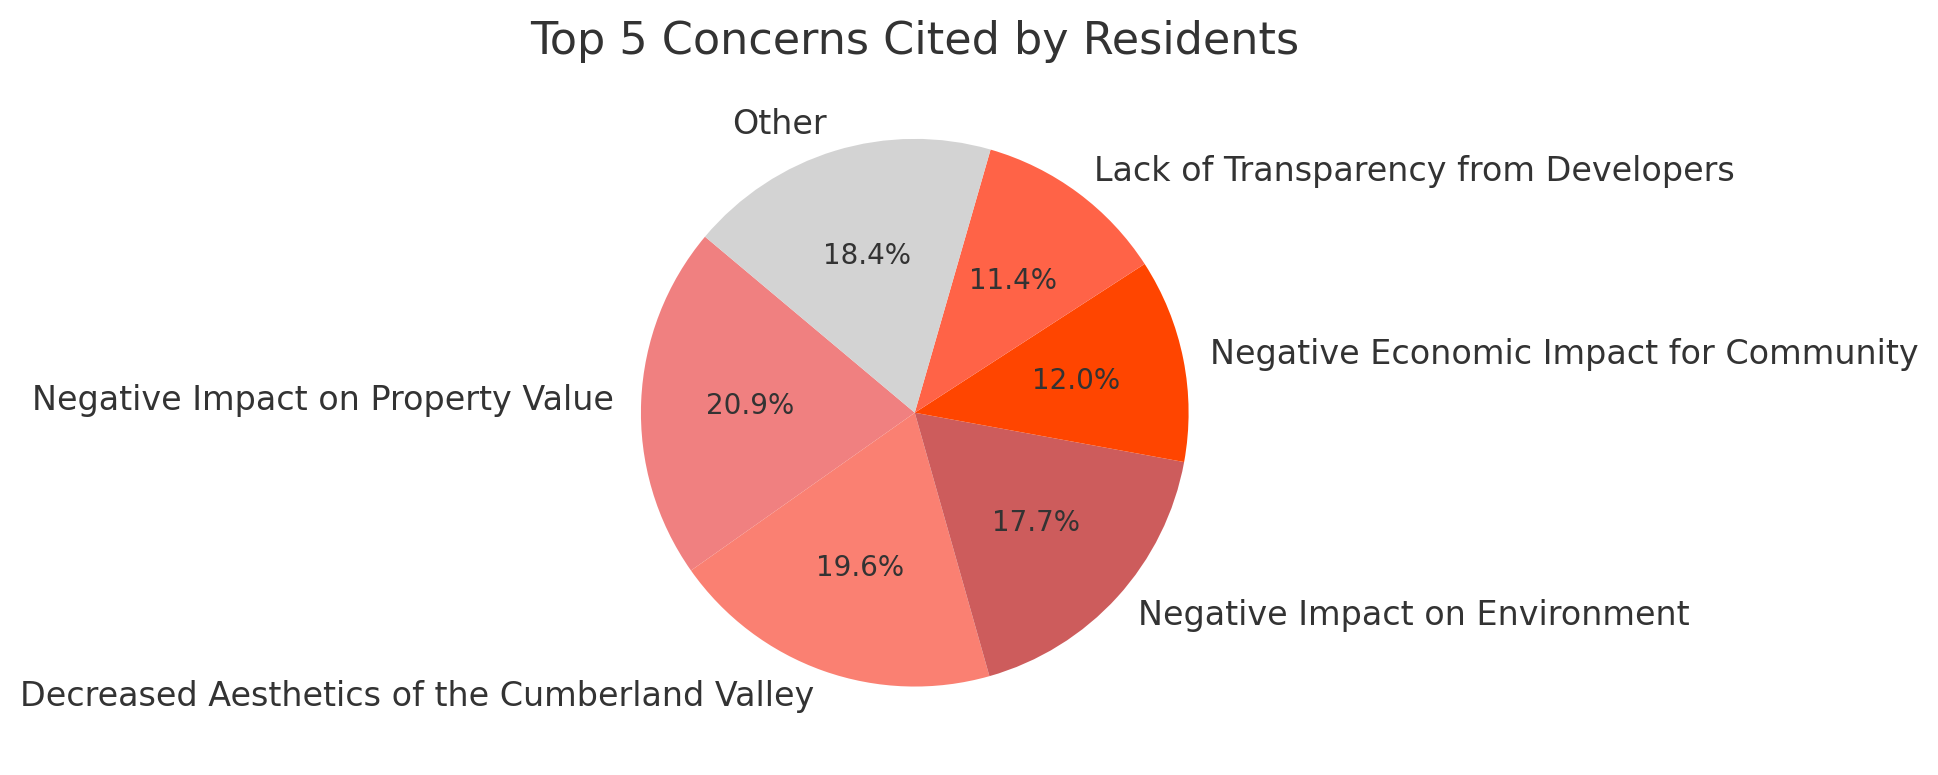 Top 5 Concerns Cited by Residents
Other
Lack of Transparency from Developers
18.4%
11.4%
Negative Economic Impact for Community
12.0%
Negative Impact on Property Value
20.9%
17.7%
19.6%
Negative Impact on Environment
Decreased Aesthetics of the Cumberland Valley